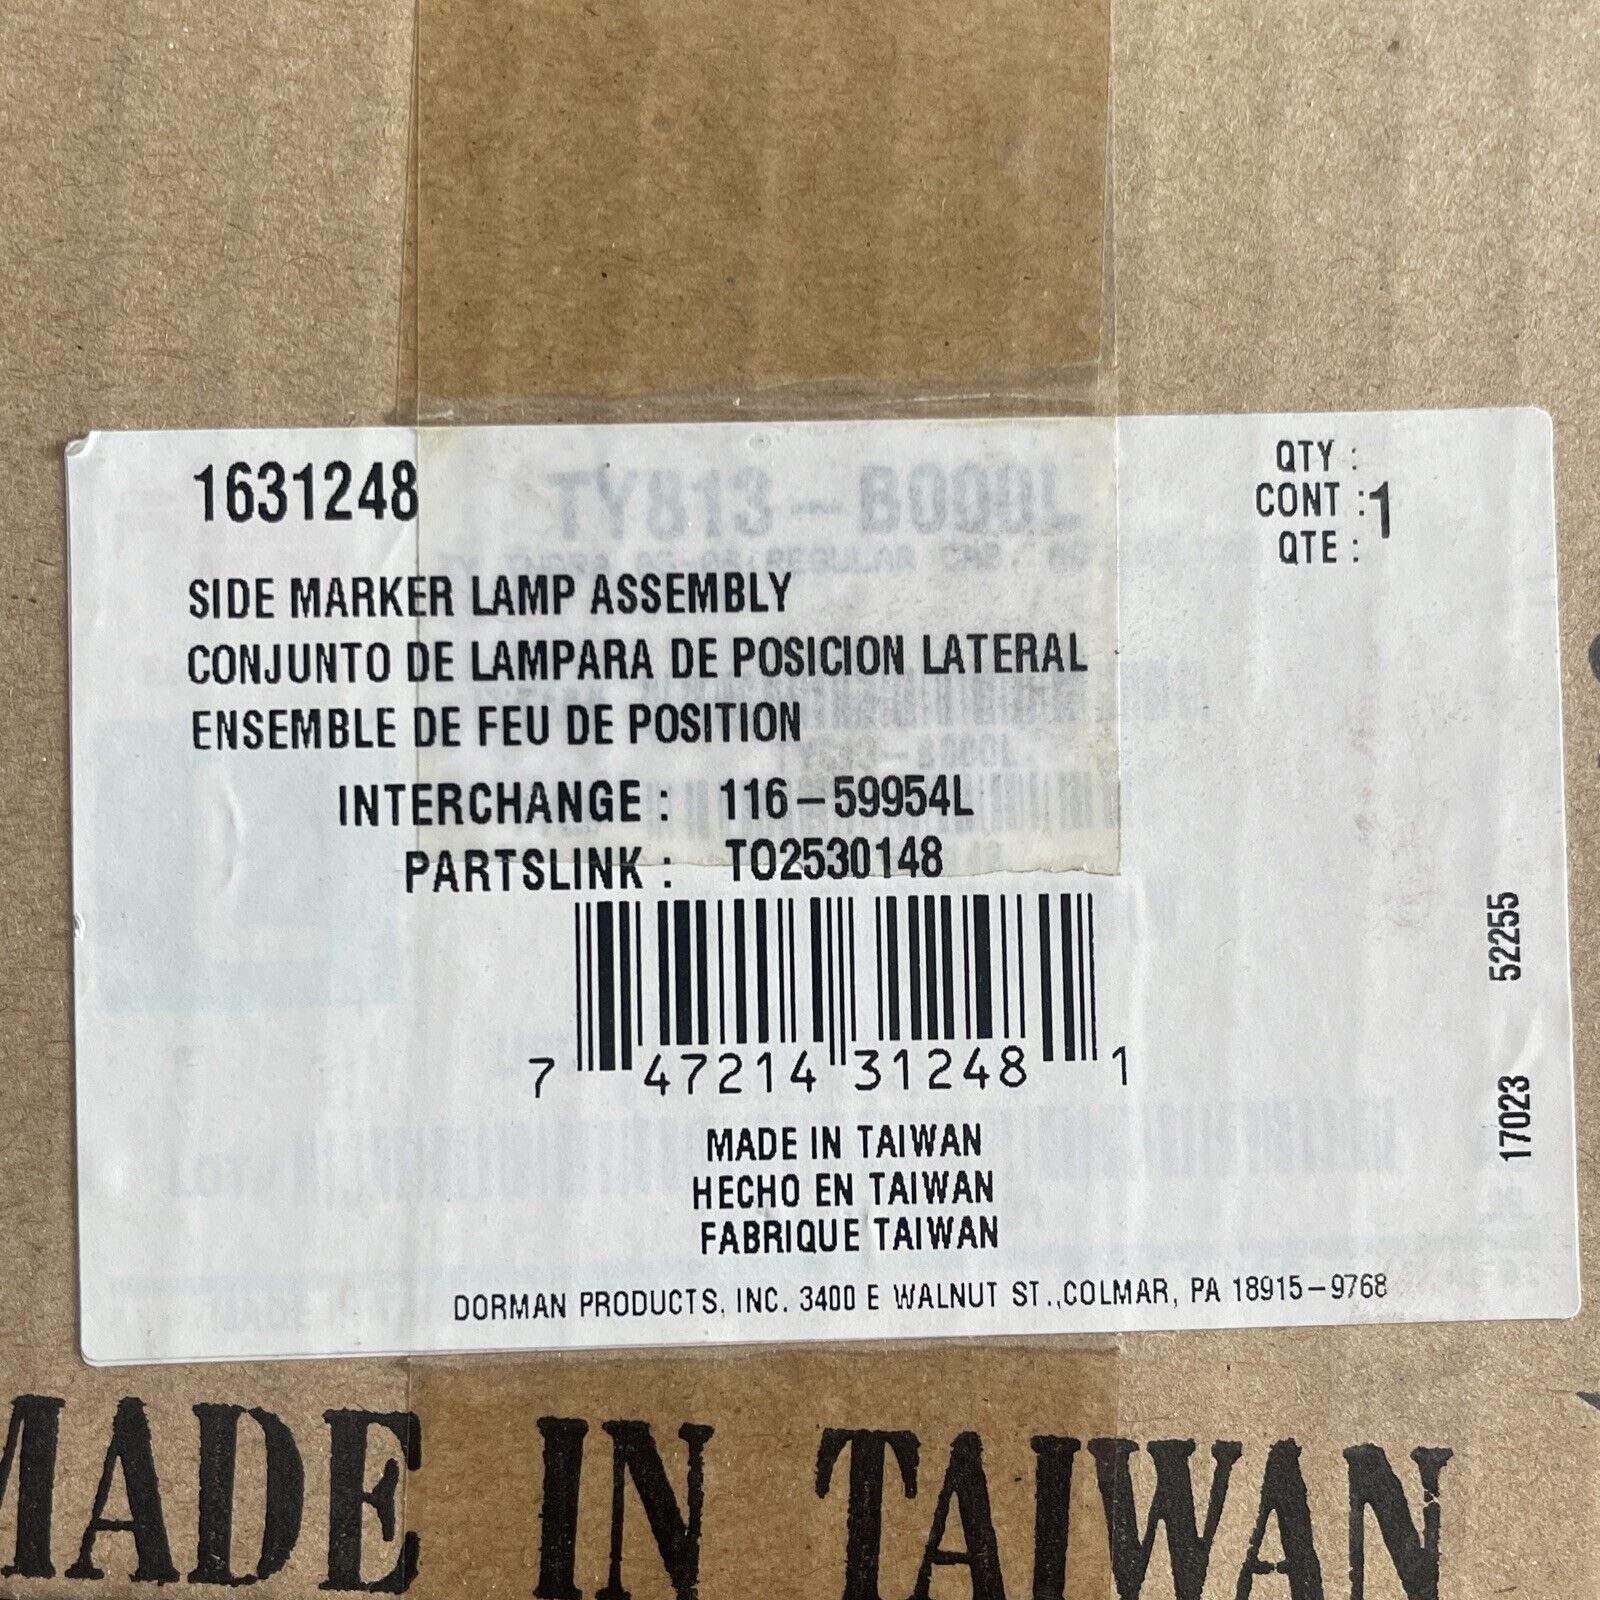 1631248
TY813-B000L
QTY :
CONT : 1
QTE :
SIDE MARKER LAMP ASSEMBLY
CONJUNTO DE LAMPARA DE POSICION LATERAL
ENSEMBLE DE FEU DE POSITION
INTERCHANGE : 116-59954L
PARTSLINK : TO2530148
7 47214 31248 1
52255
17023
MADE IN TAIWAN
HECHO EN TAIWAN
FABRIQUE TAIWAN
DORMAN PRODUCTS, INC. 3400 E WALNUT ST.,COLMAR, PA 18915-9768
MADE IN TAIWAN